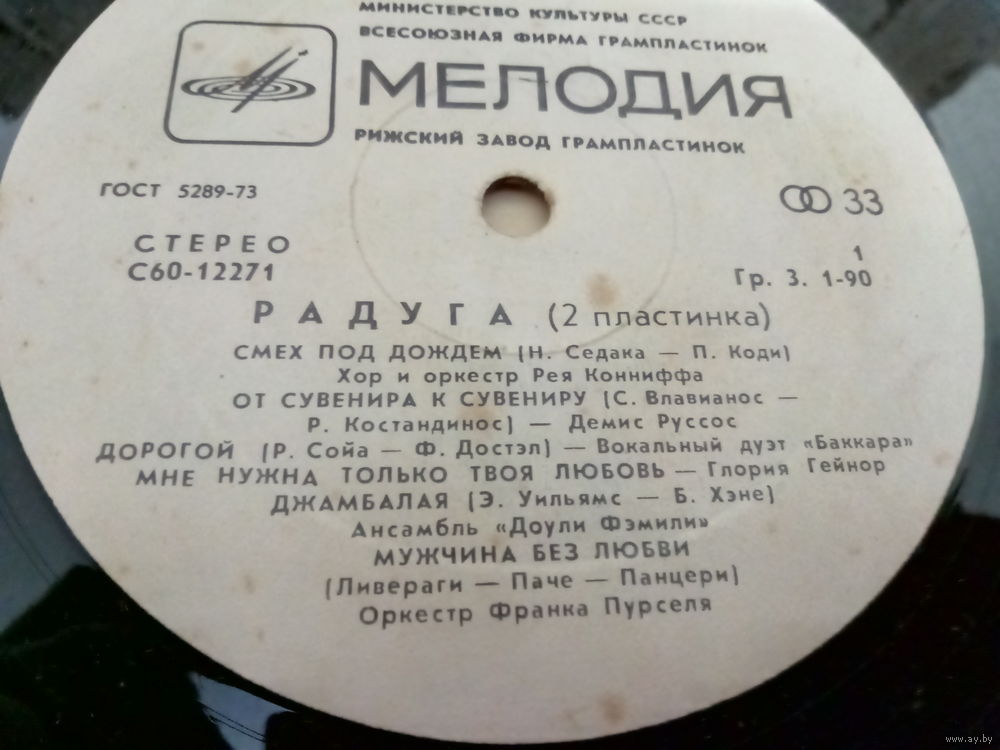 МИНИСТЕРСТВО КУЛЬТУРЫ СССР
ВСЕСОЮЗНАЯ ФИРМА ГРАМПЛАСТИНОК
МЕЛОДИЯ
РИЖСКИЙ ЗАВОД ГРАМПЛАСТИНОК
ГОСТ 5289-73
33
СТЕРЕО
1
С60-12271
Гр. 3. 1-90
РАДУГА (2 пластинка)
СМЕХ ПОД ДОЖДЕМ (Н. Седака — П. Коди)
Хор и оркестр Рея Конниффа
ОТ СУВЕНИРА К СУВЕНИРУ (С. Влавианос —
Р. Костандинос) — Демис Руссос
ДОРОГОЙ (Р. Сойа — Ф. Достэл) — Вокальный дуэт «Баккара»
МНЕ НУЖНА ТОЛЬКО ТВОЯ ЛЮБОВЬ — Глория Гейнор
ДЖАМБАЛАЯ (Э. Уильямс — Б. Хэне)
Ансамбль «Доули Фэмили»
МУЖЧИНА БЕЗ ЛЮБВИ
(Ливераги — Паче — Панцери)
Оркестр Франка Пурселя
www.ay.by